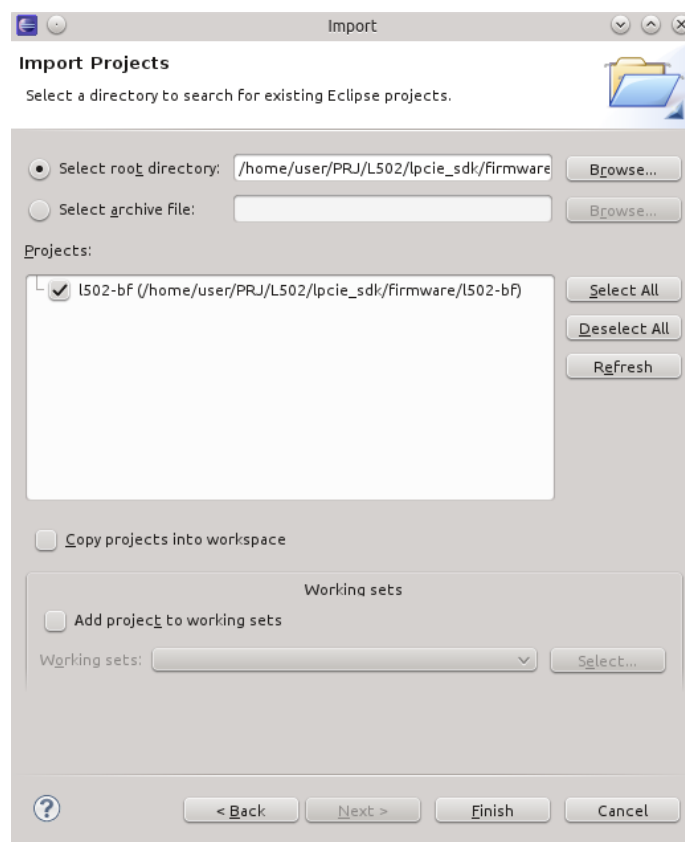 Import
Import Projects
Select a directory to search for existing Eclipse projects.
Select root directory: /home/user/PRJ/L502/lpcie_sdk/firmware Browse...
Select archive file: Browse...
Projects:
l502-bf (/home/user/PRJ/L502/lpcie_sdk/firmware/l502-bf) Select All
Deselect All
Refresh
Copy projects into workspace
Working sets
Add project to working sets
Working sets: Select...
? < Back Next > Finish Cancel